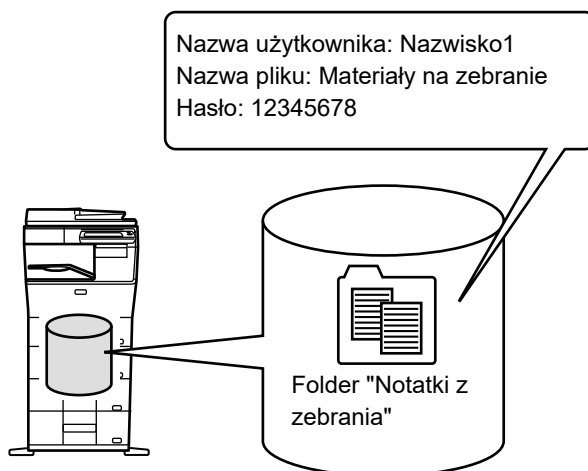 Nazwa użytkownika: Nazwisko1
Nazwa pliku: Materiały na zebranie
Hasło: 12345678
Folder "Notatki z
zebrania"